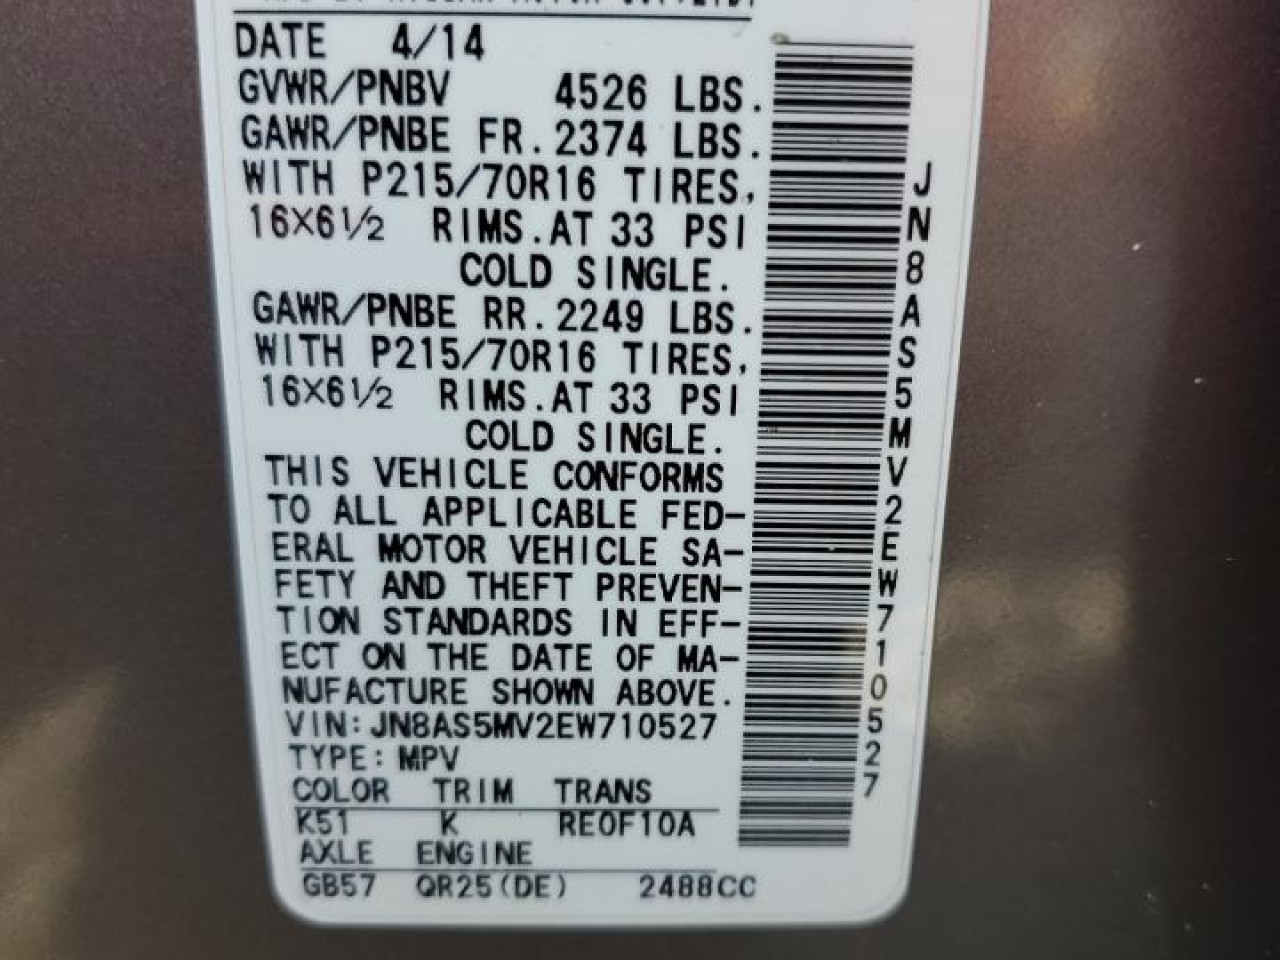 DATE 4/14
GVWR/PNBV 4526 LBS.
GAWR/PNBE FR. 2374 LBS.
WITH P215/70R16 TIRES,
16×6½ RIMS. AT 33 PSI
COLD SINGLE.
GAWR/PNBE RR. 2249 LBS.
WITH P215/70R16 TIRES,
16×6½ RIMS. AT 33 PSI
COLD SINGLE.
THIS VEHICLE CONFORMS
TO ALL APPLICABLE FED-
ERAL MOTOR VEHICLE SA-
FETY AND THEFT PREVEN-
TION STANDARDS IN EFF-
ECT ON THE DATE OF MA-
NUFACTURE SHOWN ABOVE.
VIN: JN8AS5MV2EW710527
TYPE: MPV
COLOR TRIM TRANS
K51 K RE0F10A
AXLE ENGINE
GB57 QR25(DE) 2488CC
JN8AS5MV2EW710527